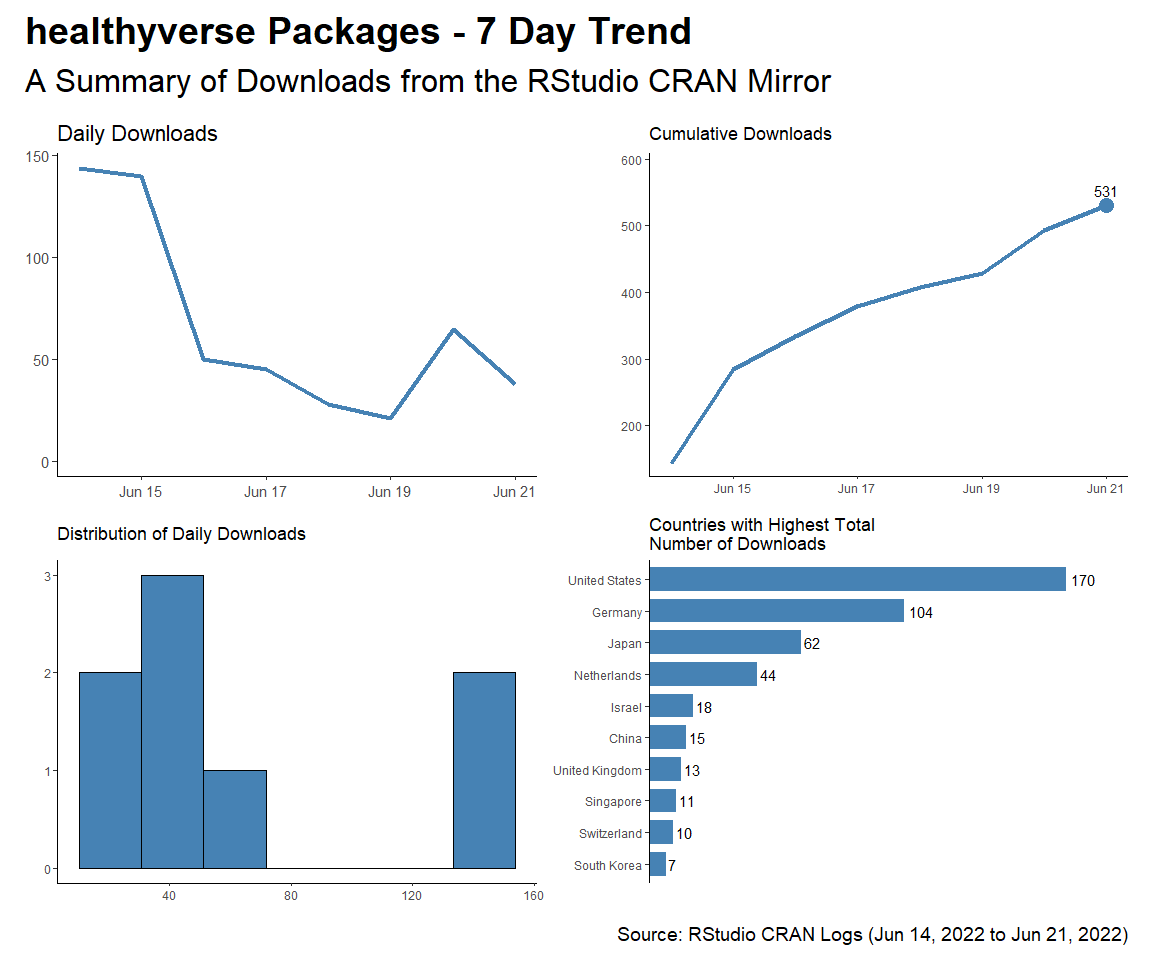 healthyverse Packages - 7 Day Trend
A Summary of Downloads from the RStudio CRAN Mirror
Daily Downloads
150
100
50
0
Jun 15 Jun 17 Jun 19 Jun 21
Cumulative Downloads
600
500
400
300
200
531
Jun 15 Jun 17 Jun 19 Jun 21
Distribution of Daily Downloads
3
2
1
0
40 80 120 160
Countries with Highest Total
Number of Downloads
United States 170
Germany 104
Japan 62
Netherlands 44
Israel 18
China 15
United Kingdom 13
Singapore 11
Switzerland 10
South Korea 7
Source: RStudio CRAN Logs (Jun 14, 2022 to Jun 21, 2022)